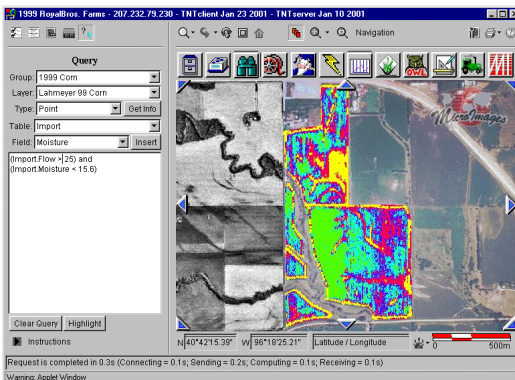 1999 RoyalBros. Farms - 207.232.79.230 - TNTclient Jan 23 2001 - TNTserver Jan 10 2001
Navigation
Query
Group: 1999 Corn
Layer: Lahmeyer 99 Corn
Type: Point Get Info
Table: Import
Field: Moisture Insert
(Import.Flow > 25) and
(Import.Moisture < 15.6)
OWL
MicroImages
Clear Query Highlight
Instructions
N 40°42'15.39" W 96°18'25.21" Latitude / Longitude
500m
Request is completed in 0.3s (Connecting = 0.1s; Sending = 0.2s; Computing = 0.1s; Receiving = 0.1s)
Warning: Applet Window